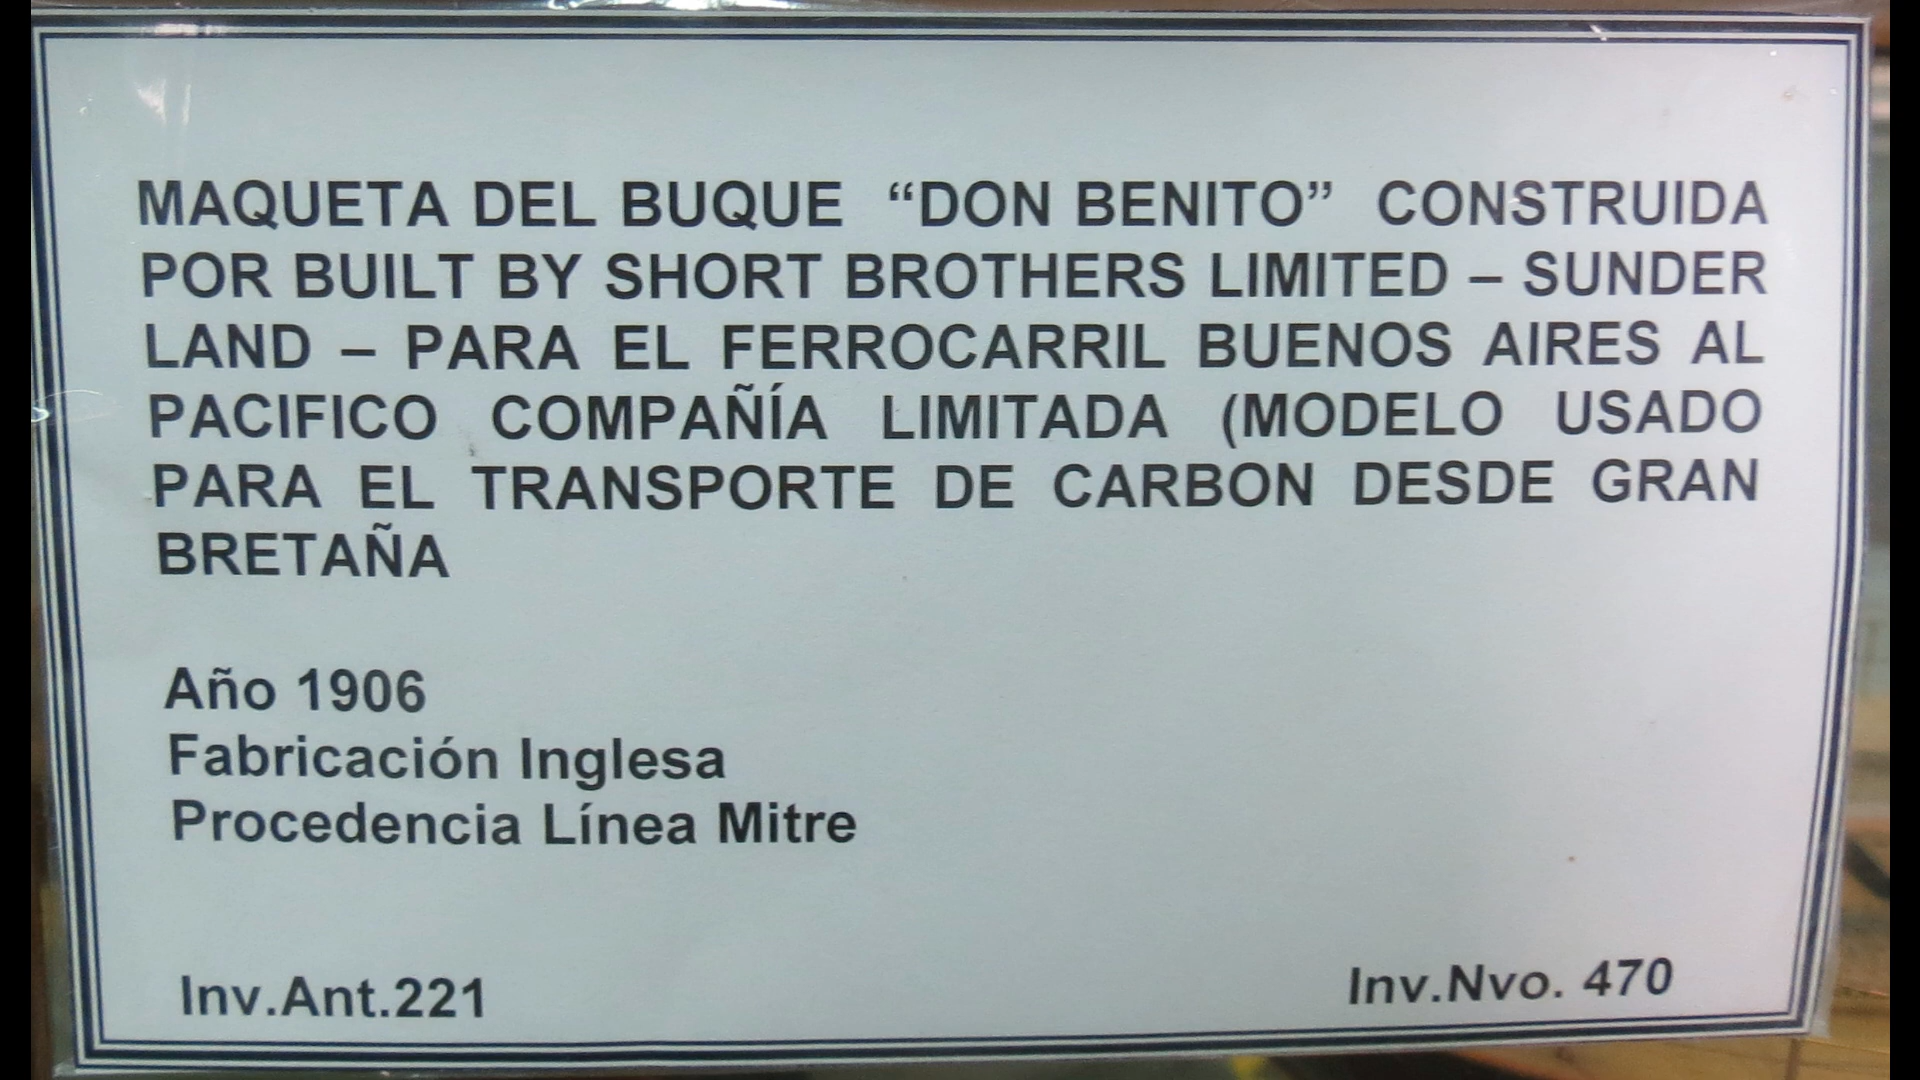 MAQUETA DEL BUQUE “DON BENITO” CONSTRUIDA
POR BUILT BY SHORT BROTHERS LIMITED – SUNDER
LAND – PARA EL FERROCARRIL BUENOS AIRES AL
PACIFICO COMPAÑÍA LIMITADA (MODELO USADO
PARA EL TRANSPORTE DE CARBON DESDE GRAN
BRETAÑA
Año 1906
Fabricación Inglesa
Procedencia Línea Mitre
Inv.Ant.221
Inv.Nvo. 470